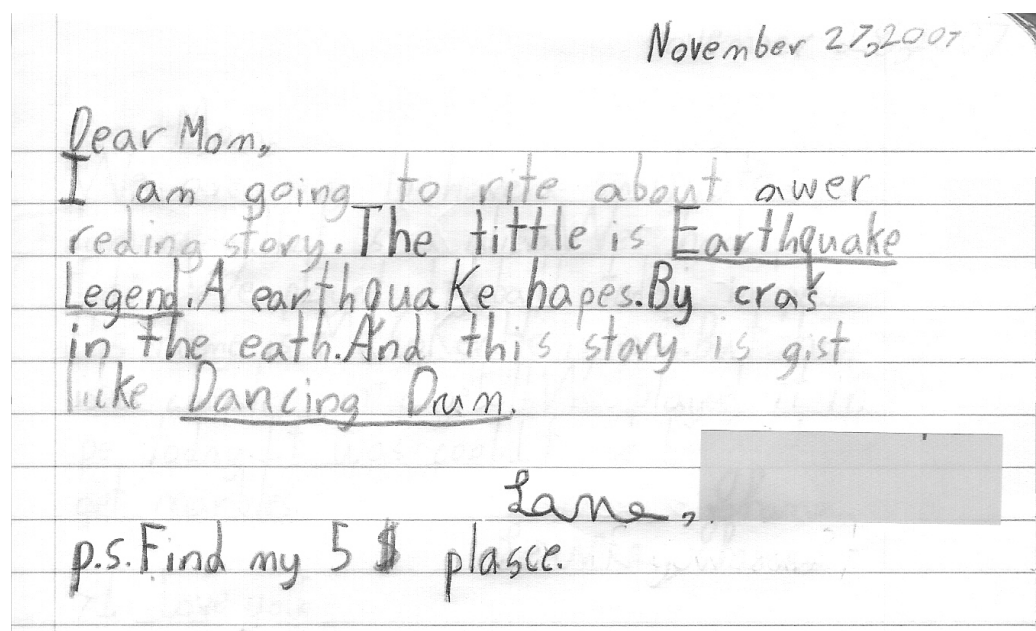 November 27,2007
Dear Mom,
I am going to rite about awer
reding story. The tittle is Earthquake
Legend. A earthquake hapes. By cras
in the eath. And this story is gist
like Dancing Drum.
Lane,
p.s. Find my 5 $ plasce.